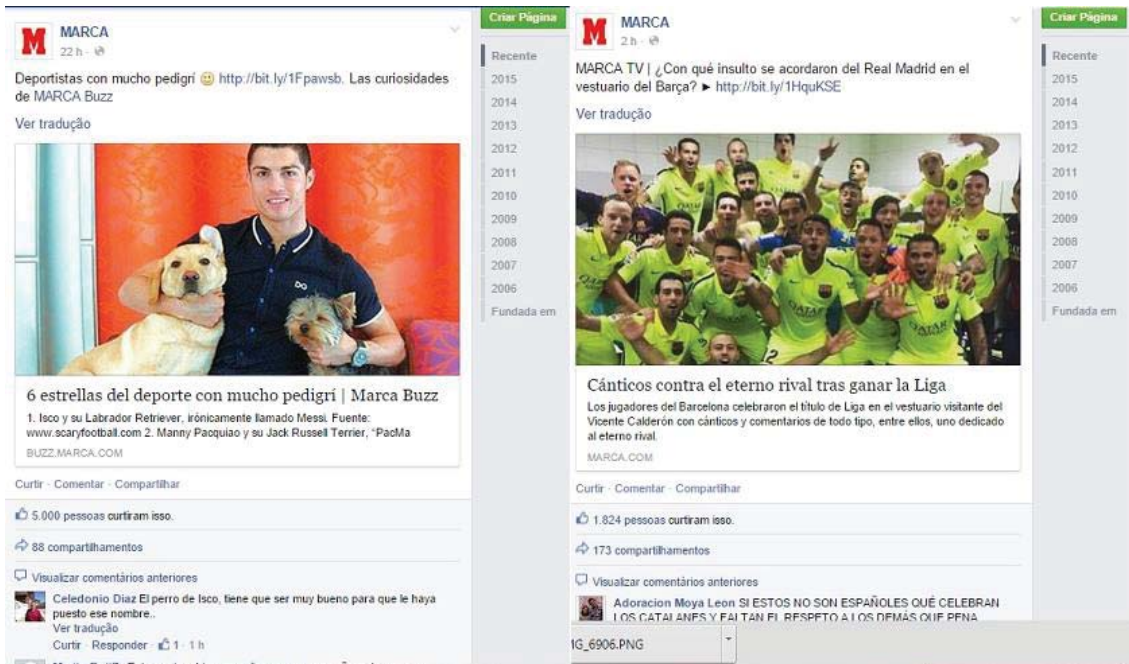 MARCA
22 h
Deportistas con mucho pedigrí http://bit.ly/1Fpawsb. Las curiosidades
de MARCA Buzz
Ver tradução
6 estrellas del deporte con mucho pedigrí | Marca Buzz
1. Isco y su Labrador Retriever, irónicamente llamado Messi. Fuente:
www.scaryfootball.com 2. Manny Pacquiao y su Jack Russell Terrier, "PacMa
BUZZ.MARCA.COM
Curtir · Comentar · Compartilhar
5.000 pessoas curtiram isso.
88 compartilhamentos
Visualizar comentários anteriores
Celedonio Diaz El perro de Isco, tiene que ser muy bueno para que le haya
puesto ese nombre..
Ver tradução
Curtir · Responder · 1 · 1 h
Criar Página
Recente
2015
2014
2013
2012
2011
2010
2009
2008
2007
2006
Fundada em
MARCA
2 h
MARCA TV | ¿Con qué insulto se acordaron del Real Madrid en el
vestuario del Barça? ► http://bit.ly/1HquKSE
Ver tradução
Cánticos contra el eterno rival tras ganar la Liga
Los jugadores del Barcelona celebraron el título de Liga en el vestuario visitante del
Vicente Calderón con cánticos y comentarios de todo tipo, entre ellos, uno dedicado
al eterno rival.
MARCA.COM
Curtir · Comentar · Compartilhar
1.824 pessoas curtiram isso.
173 compartilhamentos
Visualizar comentários anteriores
Adoracion Moya Leon SI ESTOS NO SON ESPAÑOLES QUÉ CELEBRAN
LOS CATALANES Y FALTAN EL RESPETO A LOS DEMÁS QUE PENA
Criar Página
Recente
2015
2014
2013
2012
2011
2010
2009
2008
2007
2006
Fundada em
IG_6906.PNG